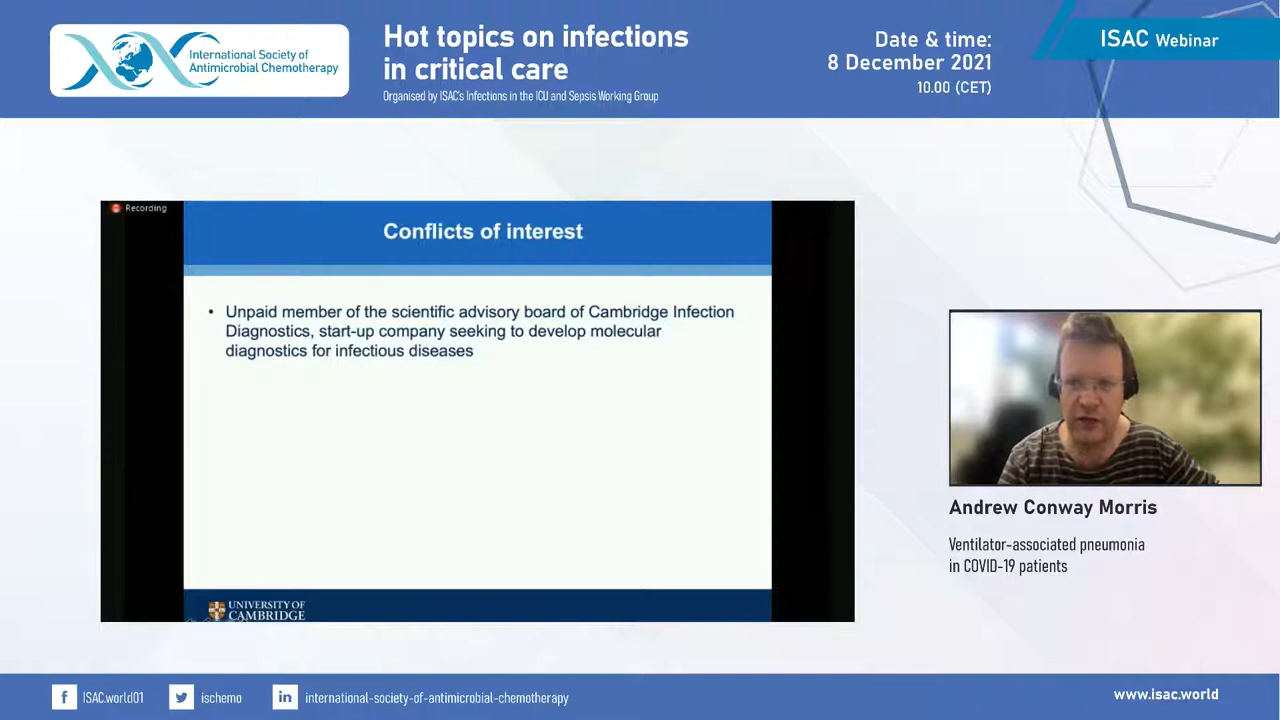 International Society of
Antimicrobial Chemotherapy
Hot topics on infections
in critical care
Organised by ISAC's Infections in the ICU and Sepsis Working Group
Date & time:
8 December 2021
10.00 (CET)
ISAC Webinar
Recording
Conflicts of interest
• Unpaid member of the scientific advisory board of Cambridge Infection
Diagnostics, start-up company seeking to develop molecular
diagnostics for infectious diseases
UNIVERSITY OF
CAMBRIDGE
Andrew Conway Morris
Ventilator-associated pneumonia
in COVID-19 patients
f ISAC.world01
ischemo
in international-society-of-antimicrobial-chemotherapy
www.isac.world